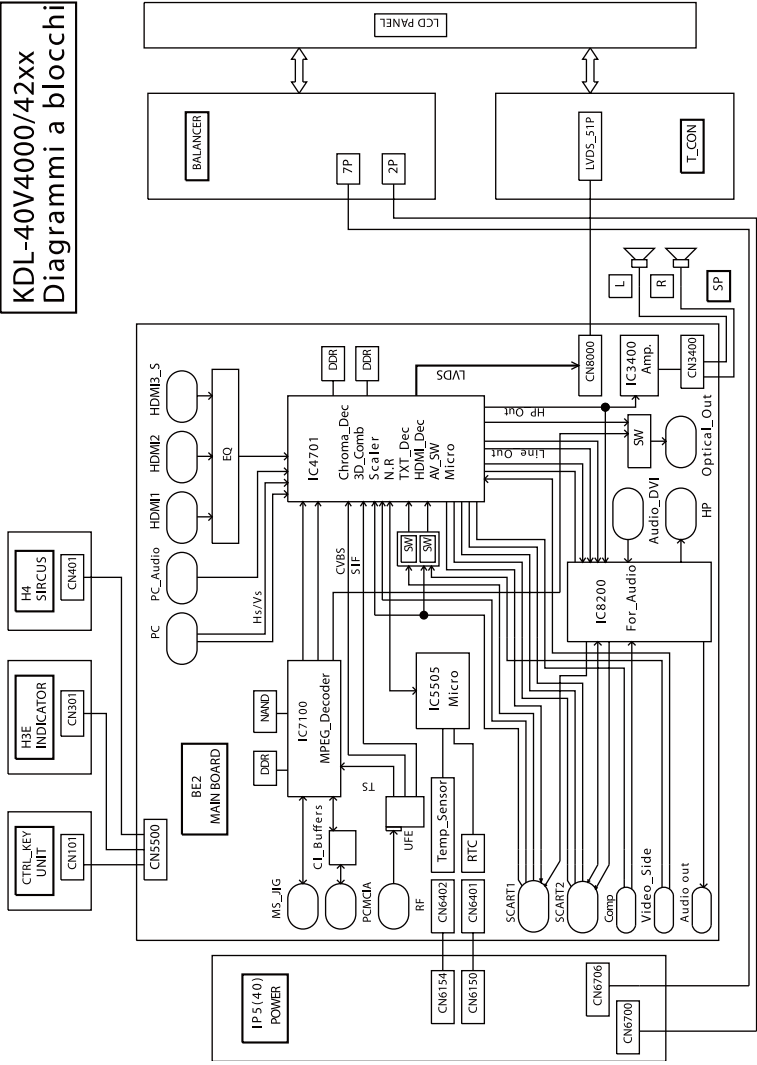 KDL-40V4000/42xx
Diagrammi a blocchi
LCD PANEL
BALANCER
7P
2P
LVDS_51P
T_CON
L
R
SP
HDMI3_S
HDMI2
HDMI1
PC_Audio
PC
EQ
Hs/Vs
DDR
DDR
LVDS
CN8000
IC3400
Amp.
CN3400
IC4701
Chroma_Dec
3D_Comb
Scaler
N.R
TXT_Dec
HDMI_Dec
AV_SW
Micro
HP Out
Line Out
SW
Optical_Out
Audio_DVI
HP
CVBS
SIF
SW
SW
IC8200
For_Audio
H4
SIRCUS
CN401
H3E
INDICATOR
CN301
CTRL_KEY
UNIT
CN101
CN5500
BE2
MAIN BOARD
NAND
DDR
IC7100
MPEG_Decoder
TS
IC5505
Micro
CI_Buffers
UFE
Temp_Sensor
RTC
MS_JIG
PCMCIA
RF
CN6402
CN6401
SCART1
SCART2
Comp
Video_Side
Audio out
IP5(40)
POWER
CN6154
CN6150
CN6706
CN6700